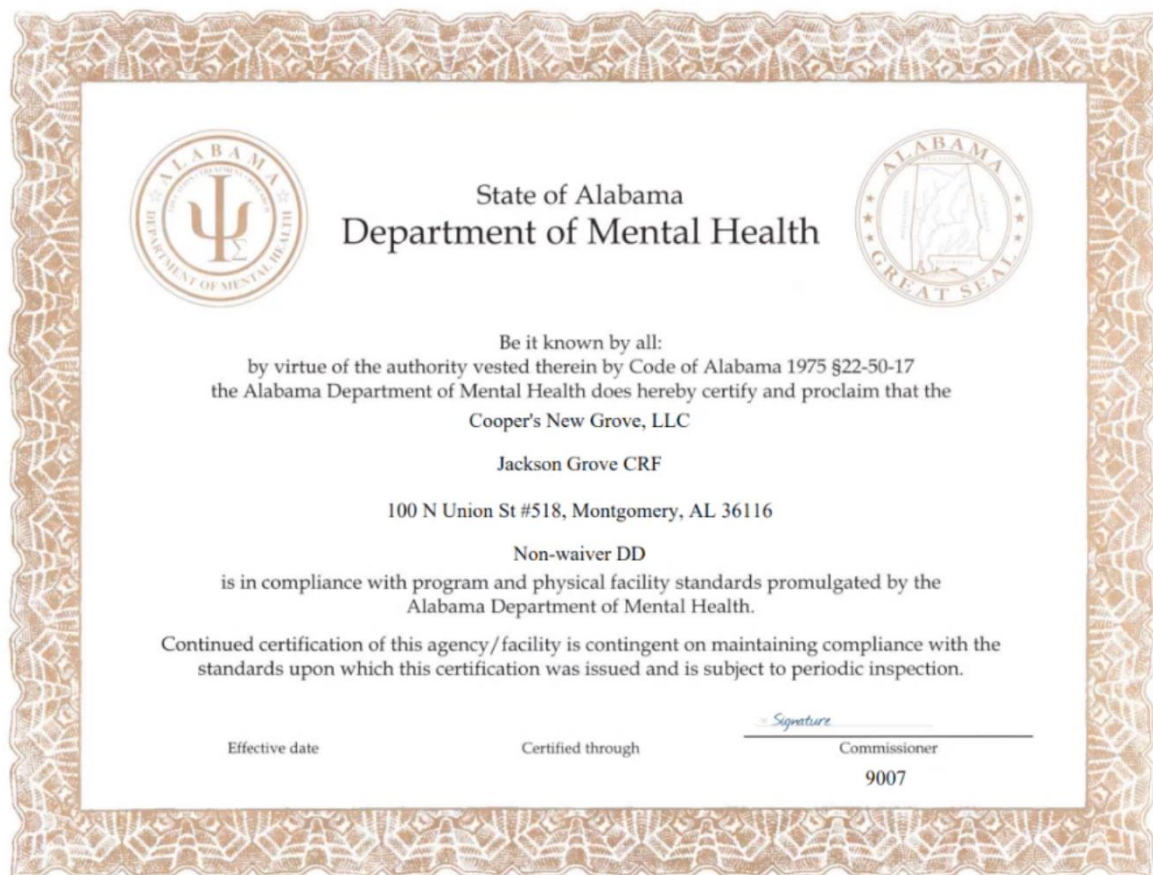 ALABAMA
DEPARTMENT OF MENTAL HEALTH
Σ
State of Alabama
Department of Mental Health
ALABAMA
GREAT SEAL
Be it known by all:
by virtue of the authority vested therein by Code of Alabama 1975 §22-50-17
the Alabama Department of Mental Health does hereby certify and proclaim that the
Cooper's New Grove, LLC
Jackson Grove CRF
100 N Union St #518, Montgomery, AL 36116
Non-waiver DD
is in compliance with program and physical facility standards promulgated by the
Alabama Department of Mental Health.
Continued certification of this agency/facility is contingent on maintaining compliance with the
standards upon which this certification was issued and is subject to periodic inspection.
Signature
Effective date
Certified through
Commissioner
9007